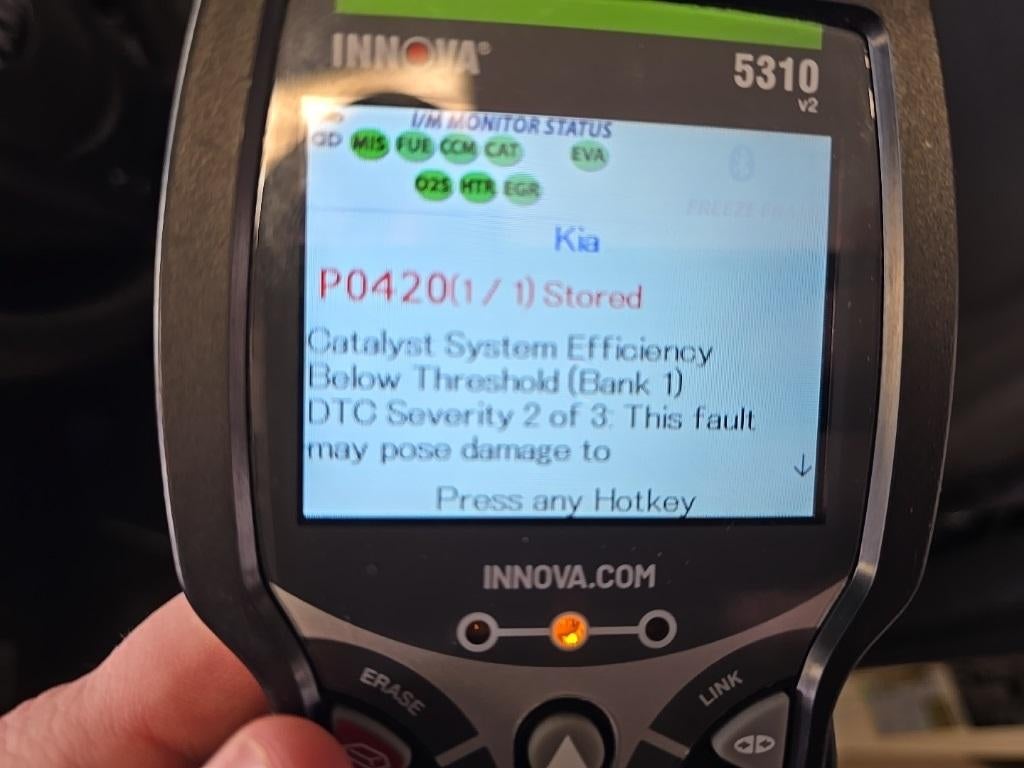 INNOVA®
5310
v2
I/M MONITOR STATUS
MIS FUE CCM CAT EVA
O2S HTR EGR
FREEZE FRAM
Kia
P0420(1 / 1) Stored
Catalyst System Efficiency
Below Threshold (Bank 1)
DTC Severity 2 of 3: This fault
may pose damage to
Press any Hotkey
INNOVA.COM
ERASE
LINK